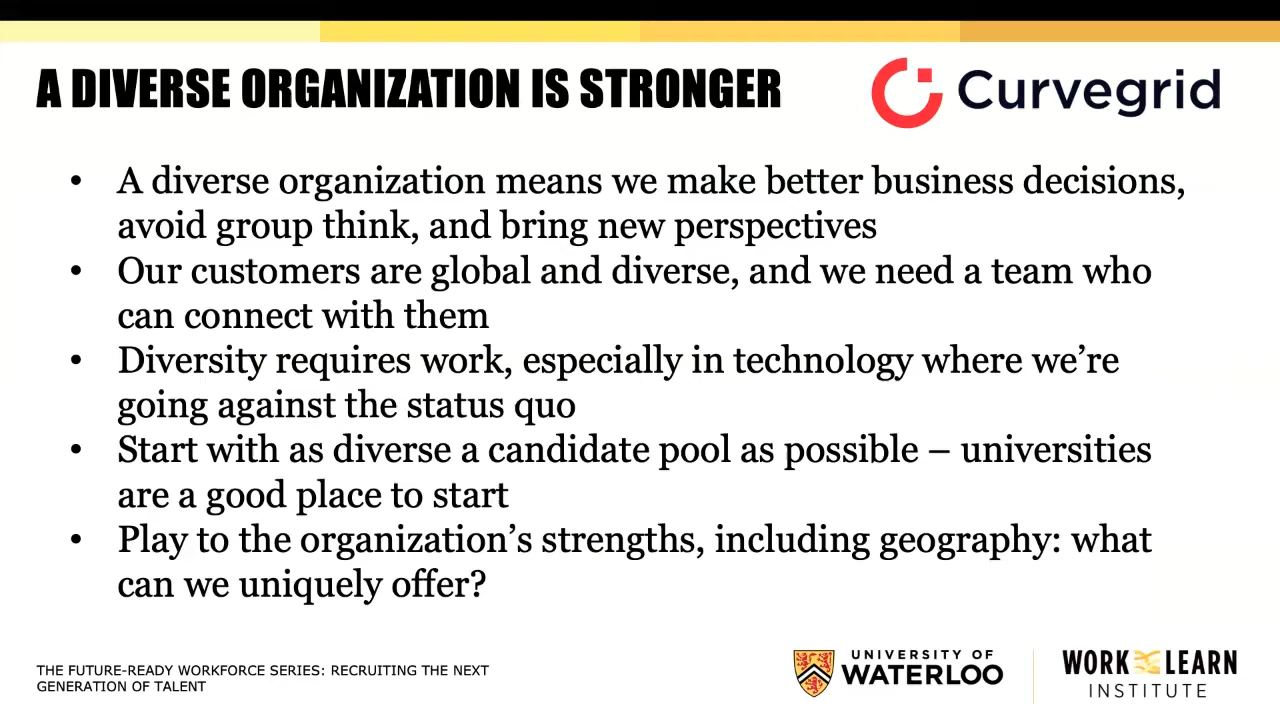 A DIVERSE ORGANIZATION IS STRONGER
Curvegrid
• A diverse organization means we make better business decisions,
avoid group think, and bring new perspectives
• Our customers are global and diverse, and we need a team who
can connect with them
• Diversity requires work, especially in technology where we’re
going against the status quo
• Start with as diverse a candidate pool as possible – universities
are a good place to start
• Play to the organization’s strengths, including geography: what
can we uniquely offer?
THE FUTURE-READY WORKFORCE SERIES: RECRUITING THE NEXT
GENERATION OF TALENT
UNIVERSITY OF
WATERLOO
WORK LEARN
INSTITUTE